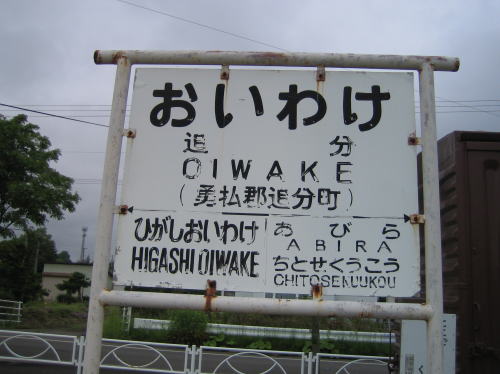 おいわけ
追分
OIWAKE
(勇払郡追分町)
ひがしおいわけ
HIGASHI OIWAKE
あびら
ABIRA
ちとせくうこう
CHITOSEKUUKOU